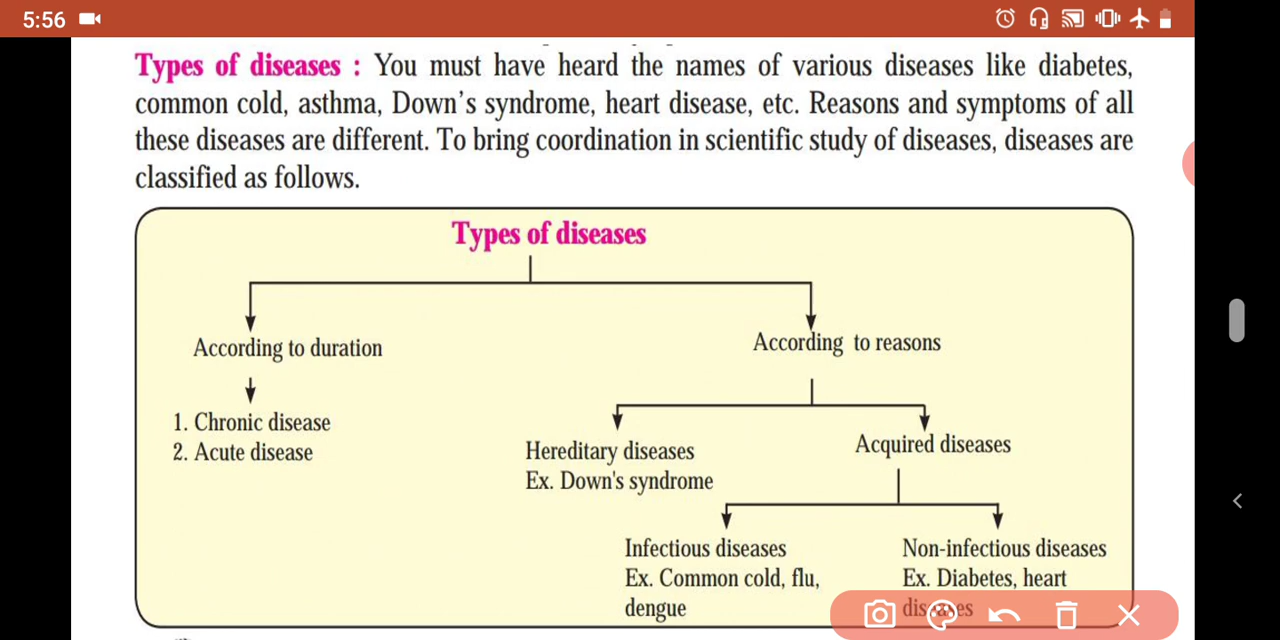 5:56
Types of diseases : You must have heard the names of various diseases like diabetes,
common cold, asthma, Down's syndrome, heart disease, etc. Reasons and symptoms of all
these diseases are different. To bring coordination in scientific study of diseases, diseases are
classified as follows.
Types of diseases
According to duration
According to reasons
1. Chronic disease
2. Acute disease
Hereditary diseases
Ex. Down's syndrome
Acquired diseases
Infectious diseases
Ex. Common cold, flu,
dengue
Non-infectious diseases
Ex. Diabetes, heart
diseases